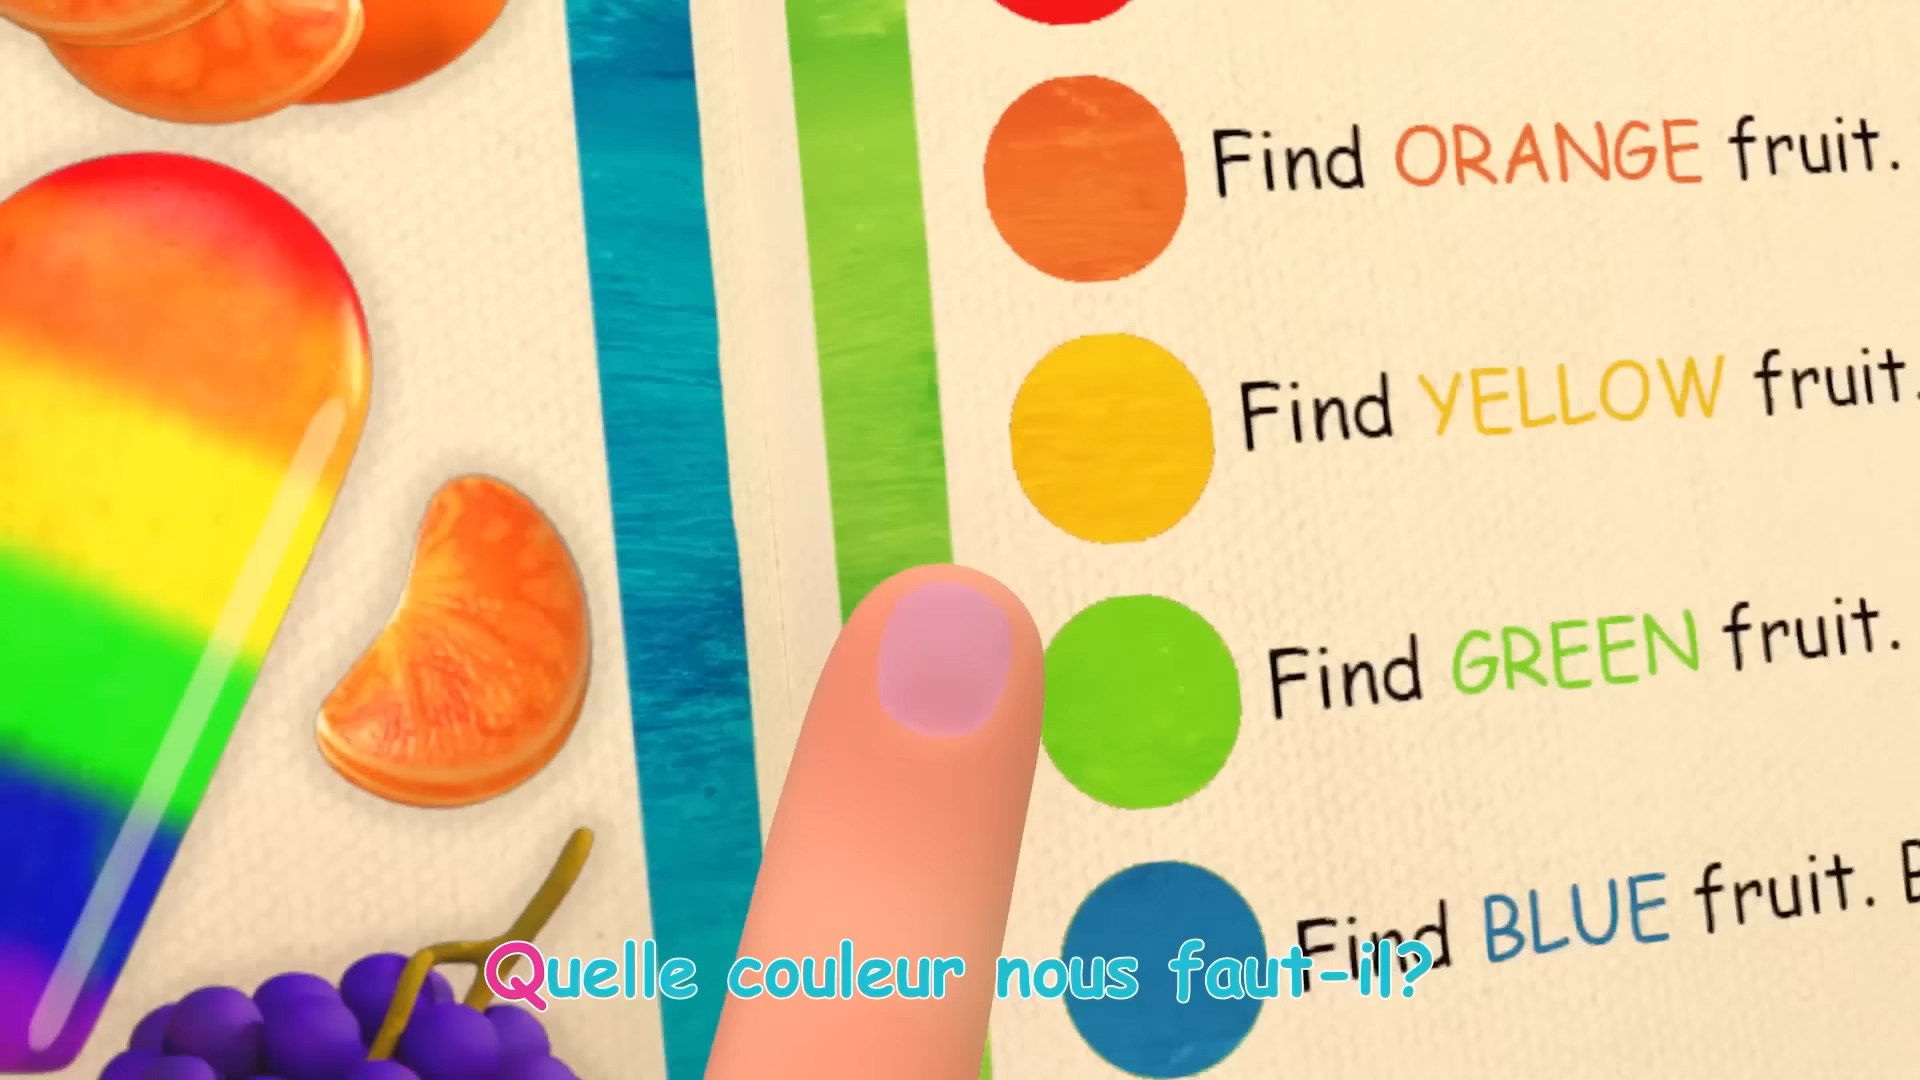 Find ORANGE fruit.
Find YELLOW fruit.
Find GREEN fruit.
Find BLUE fruit.
Quelle couleur nous faut-il?